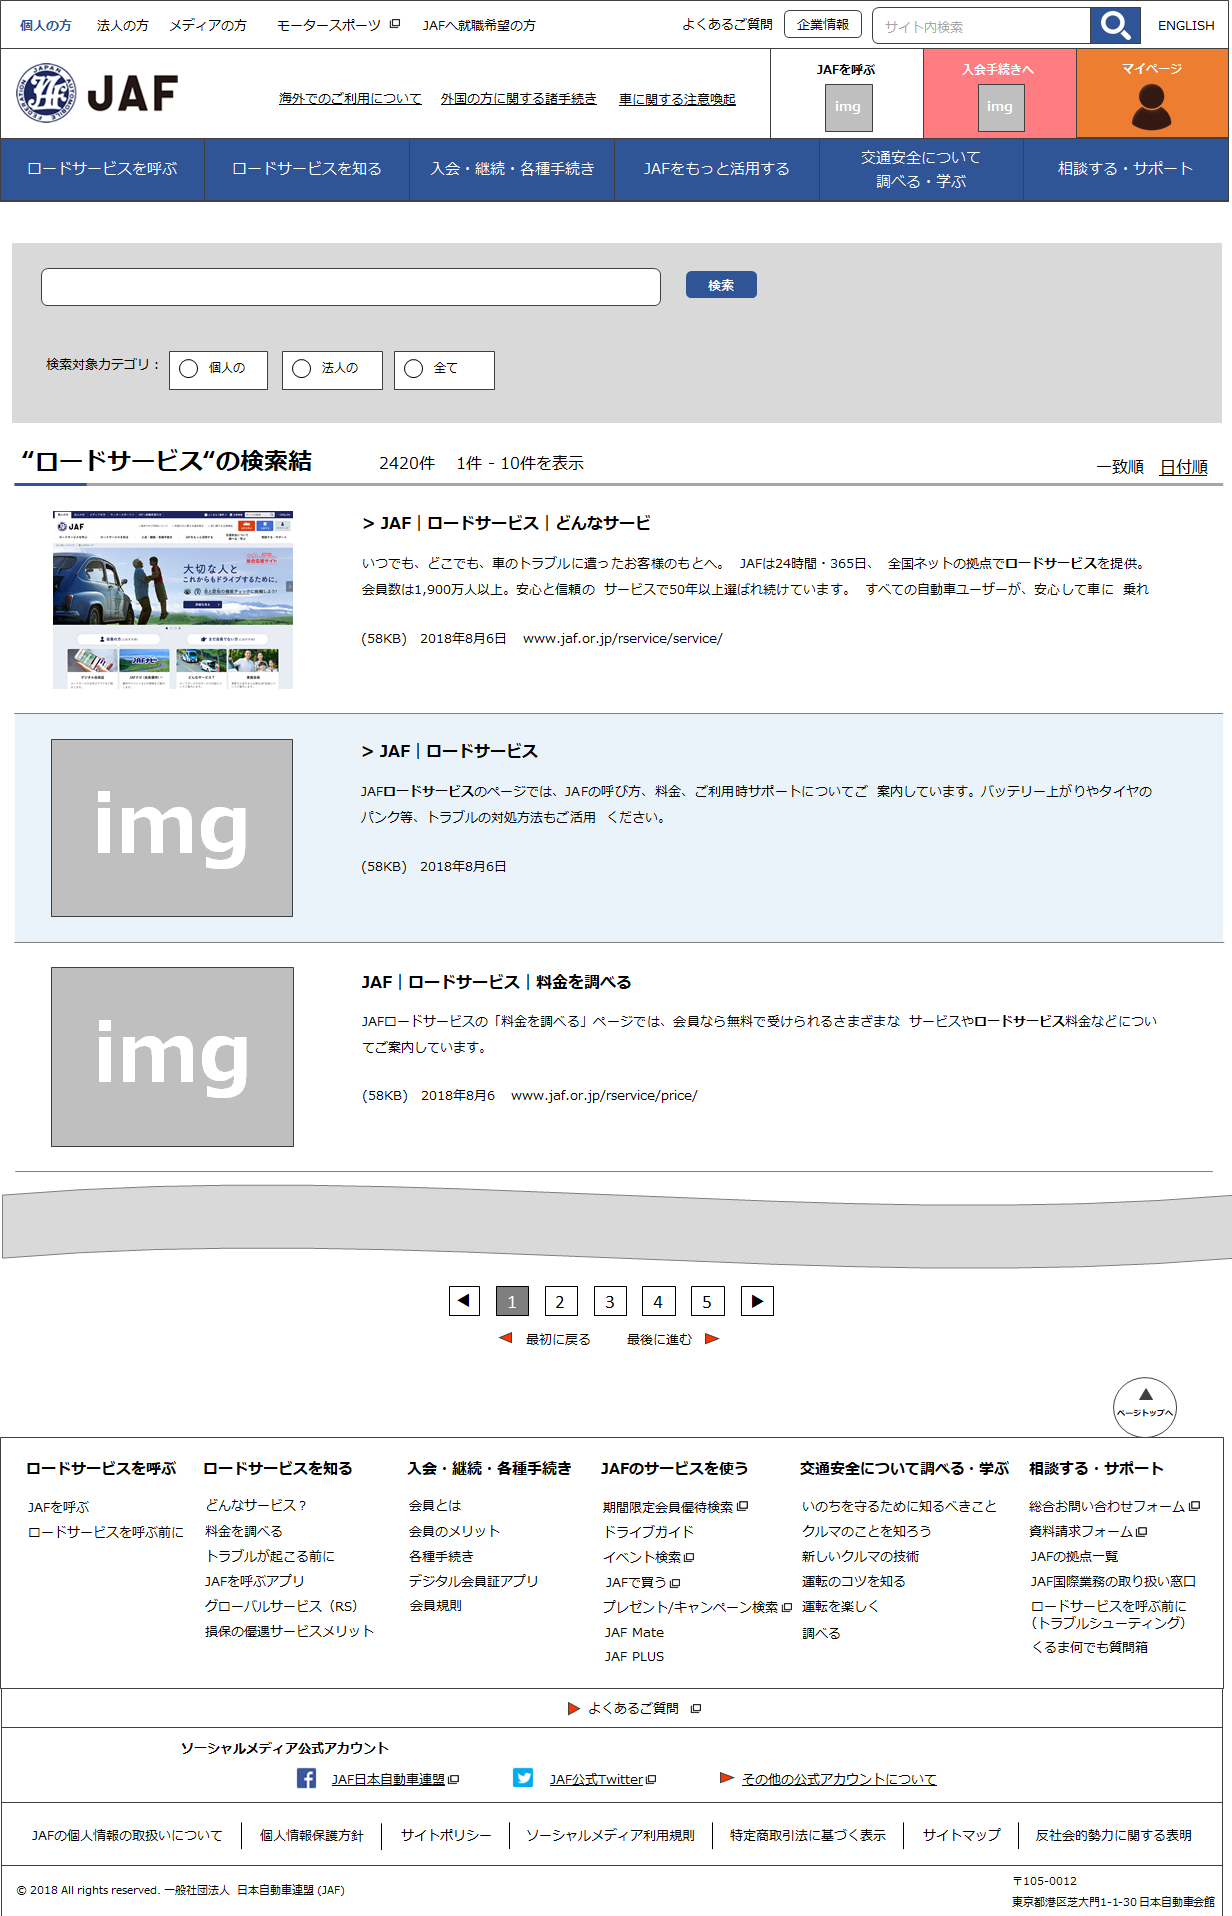 個人の方 法人の方 メディアの方 モータースポーツ JAFへ就職希望の方 よくあるご質問 企業情報 サイト内検索 ENGLISH
JAF
海外でのご利用について 外国の方に関する諸手続き 車に関する注意喚起
JAFを呼ぶ 入会手続きへ マイページ
img img
ロードサービスを呼ぶ ロードサービスを知る 入会・継続・各種手続き JAFをもっと活用する 交通安全について 相談する・サポート
調べる・学ぶ
検索
検索対象カテゴリ： 個人の 法人の 全て
“ロードサービス“の検索結 2420件 1件 - 10件を表示 一致順 日付順
JAF
大切な人と
これからもドライブするために。
> JAF｜ロードサービス｜どんなサービ
いつでも、どこでも、車のトラブルに遭ったお客様のもとへ。 JAFは24時間・365日、 全国ネットの拠点でロードサービスを提供。
会員数は1,900万人以上。安心と信頼の サービスで50年以上選ばれ続けています。 すべての自動車ユーザーが、安心して車に 乗れ
(58KB) 2018年8月6日 www.jaf.or.jp/rservice/service/
img
> JAF｜ロードサービス
JAFロードサービスのページでは、JAFの呼び方、料金、ご利用時サポートについてご 案内しています。バッテリー上がりやタイヤの
パンク等、トラブルの対処方法もご活用 ください。
(58KB) 2018年8月6日
img
JAF｜ロードサービス｜料金を調べる
JAFロードサービスの「料金を調べる」ページでは、会員なら無料で受けられるさまざまな サービスやロードサービス料金などについ
てご案内しています。
(58KB) 2018年8月6 www.jaf.or.jp/rservice/price/
◀ 1 2 3 4 5 ▶
最初に戻る 最後に進む
ページトップへ
ロードサービスを呼ぶ
JAFを呼ぶ
ロードサービスを呼ぶ前に
ロードサービスを知る
どんなサービス？
料金を調べる
トラブルが起こる前に
JAFを呼ぶアプリ
グローバルサービス（RS）
損保の優遇サービスメリット
入会・継続・各種手続き
会員とは
会員のメリット
各種手続き
デジタル会員証アプリ
会員規則
JAFのサービスを使う
期間限定会員優待検索
ドライブガイド
イベント検索
JAFで買う
プレゼント/キャンペーン検索
JAF Mate
JAF PLUS
交通安全について調べる・学ぶ
いのちを守るために知るべきこと
クルマのことを知ろう
新しいクルマの技術
運転のコツを知る
運転を楽しく
調べる
相談する・サポート
総合お問い合わせフォーム
資料請求フォーム
JAFの拠点一覧
JAF国際業務の取り扱い窓口
ロードサービスを呼ぶ前に
（トラブルシューティング）
くるま何でも質問箱
よくあるご質問
ソーシャルメディア公式アカウント
JAF日本自動車連盟 JAF公式Twitter その他の公式アカウントについて
JAFの個人情報の取扱いについて 個人情報保護方針 サイトポリシー ソーシャルメディア利用規則 特定商取引法に基づく表示 サイトマップ 反社会的勢力に関する表明
© 2018 All rights reserved. 一般社団法人 日本自動車連盟 (JAF)
〒105-0012
東京都港区芝大門1-1-30 日本自動車会館